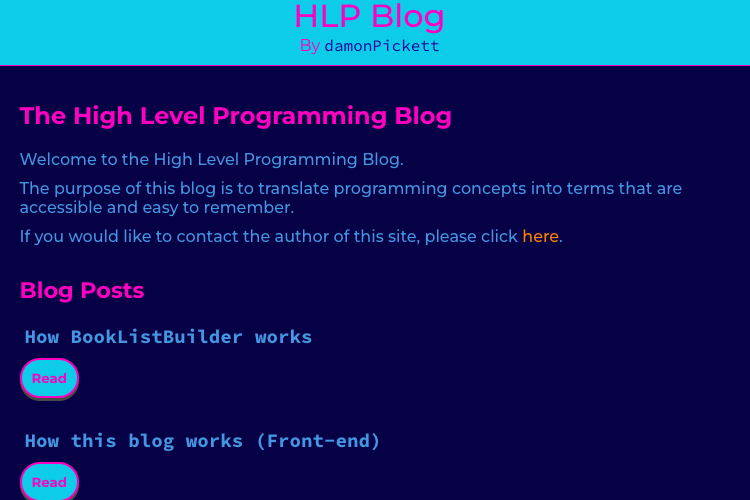 HLP Blog
By damonPickett
The High Level Programming Blog
Welcome to the High Level Programming Blog.
The purpose of this blog is to translate programming concepts into terms that are
accessible and easy to remember.
If you would like to contact the author of this site, please click here.
Blog Posts
How BookListBuilder works
Read
How this blog works (Front-end)
Read